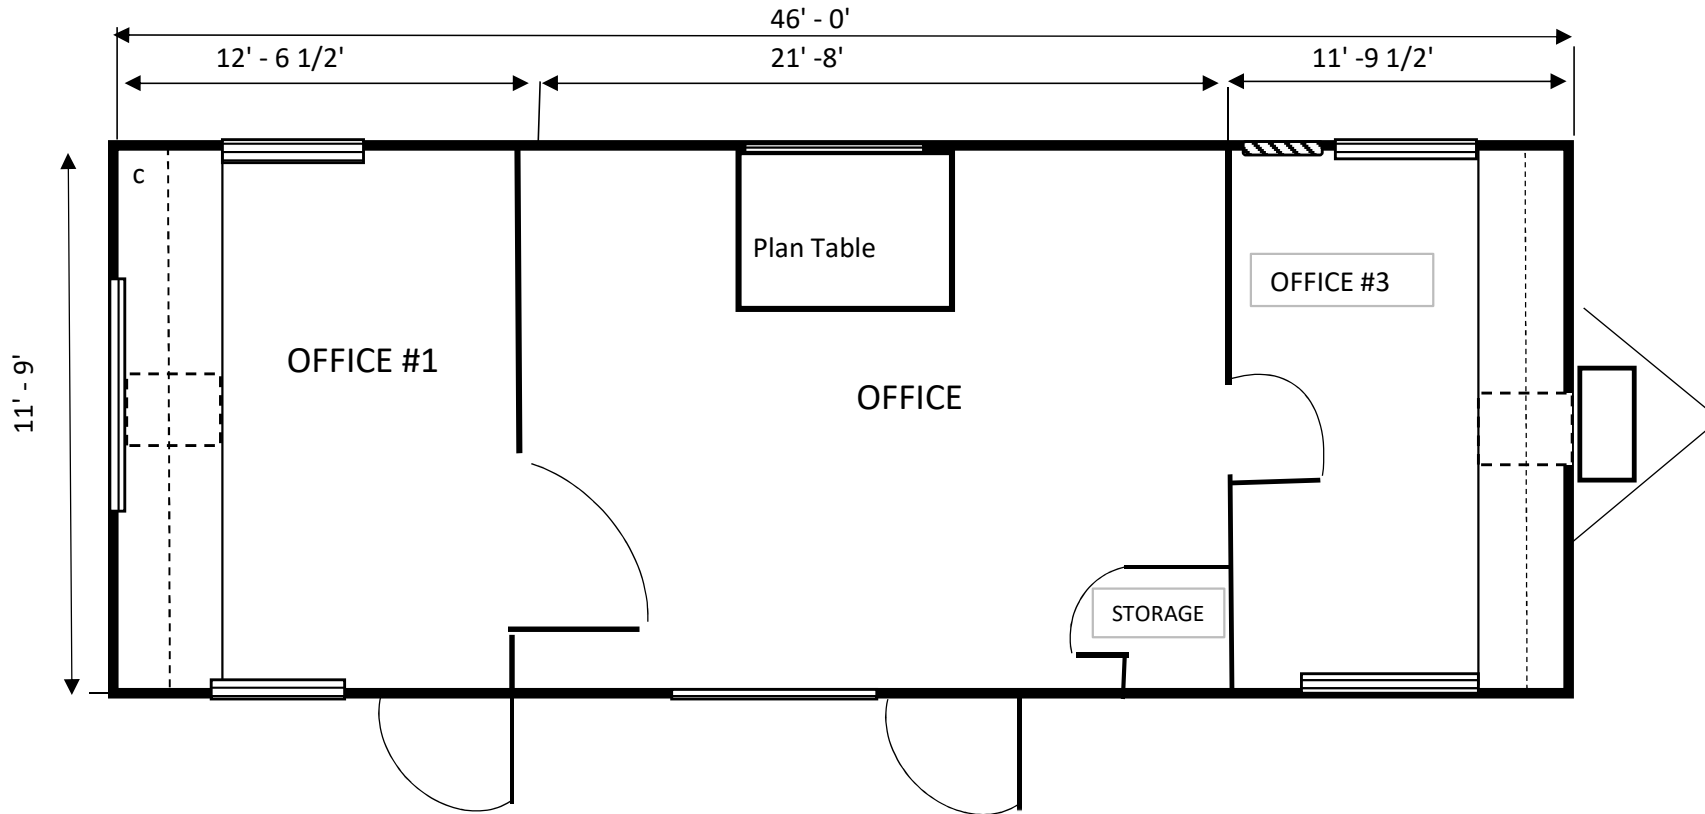 46' - 0'
12' - 6 1/2'
21' -8'
11' -9 1/2'
c
Plan Table
OFFICE #3
OFFICE #1
11' - 9'
OFFICE
STORAGE